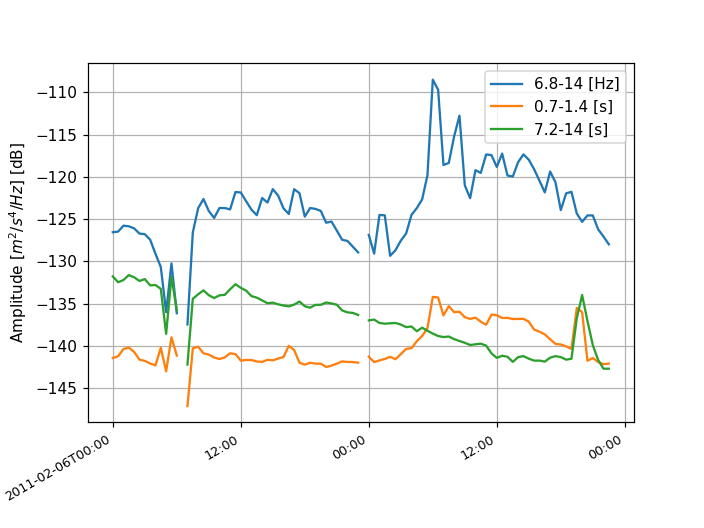 6.8-14 [Hz]
0.7-1.4 [s]
7.2-14 [s]
Amplitude [m²/s⁴/Hz] [dB]
−110
−115
−120
−125
−130
−135
−140
−145
2011-02-06T00:00
12:00
00:00
12:00
00:00